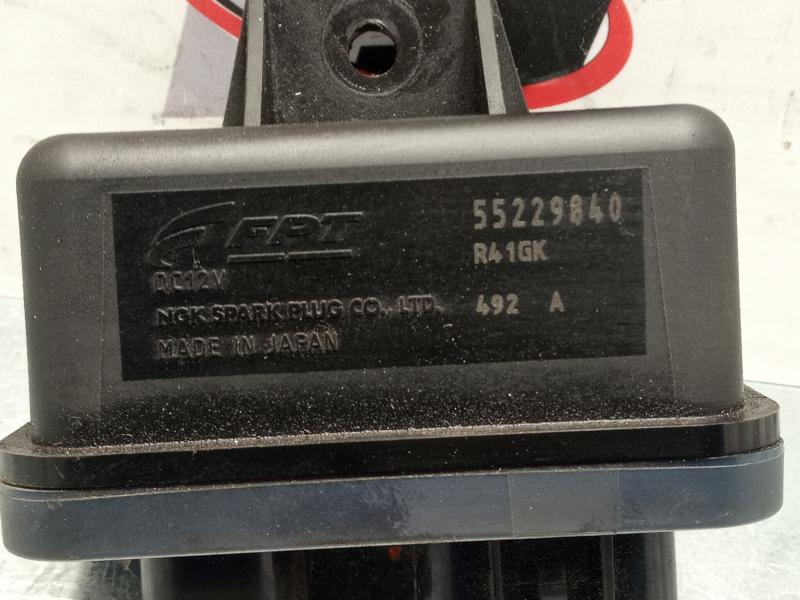 FPT
55229840
R41GK
DC12V
NGK SPARK PLUG CO., LTD.
492 A
MADE IN JAPAN